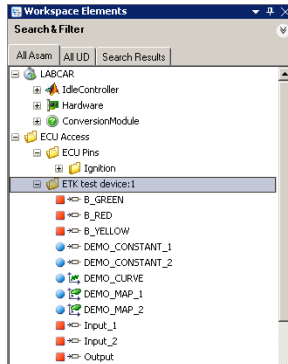 Workspace Elements
Search & Filter
All Asam All UD Search Results
LABCAR
IdleController
Hardware
ConversionModule
ECU Access
ECU Pins
Ignition
ETK test device:1
B_GREEN
B_RED
B_YELLOW
DEMO_CONSTANT_1
DEMO_CONSTANT_2
DEMO_CURVE
DEMO_MAP_1
DEMO_MAP_2
Input_1
Input_2
Output